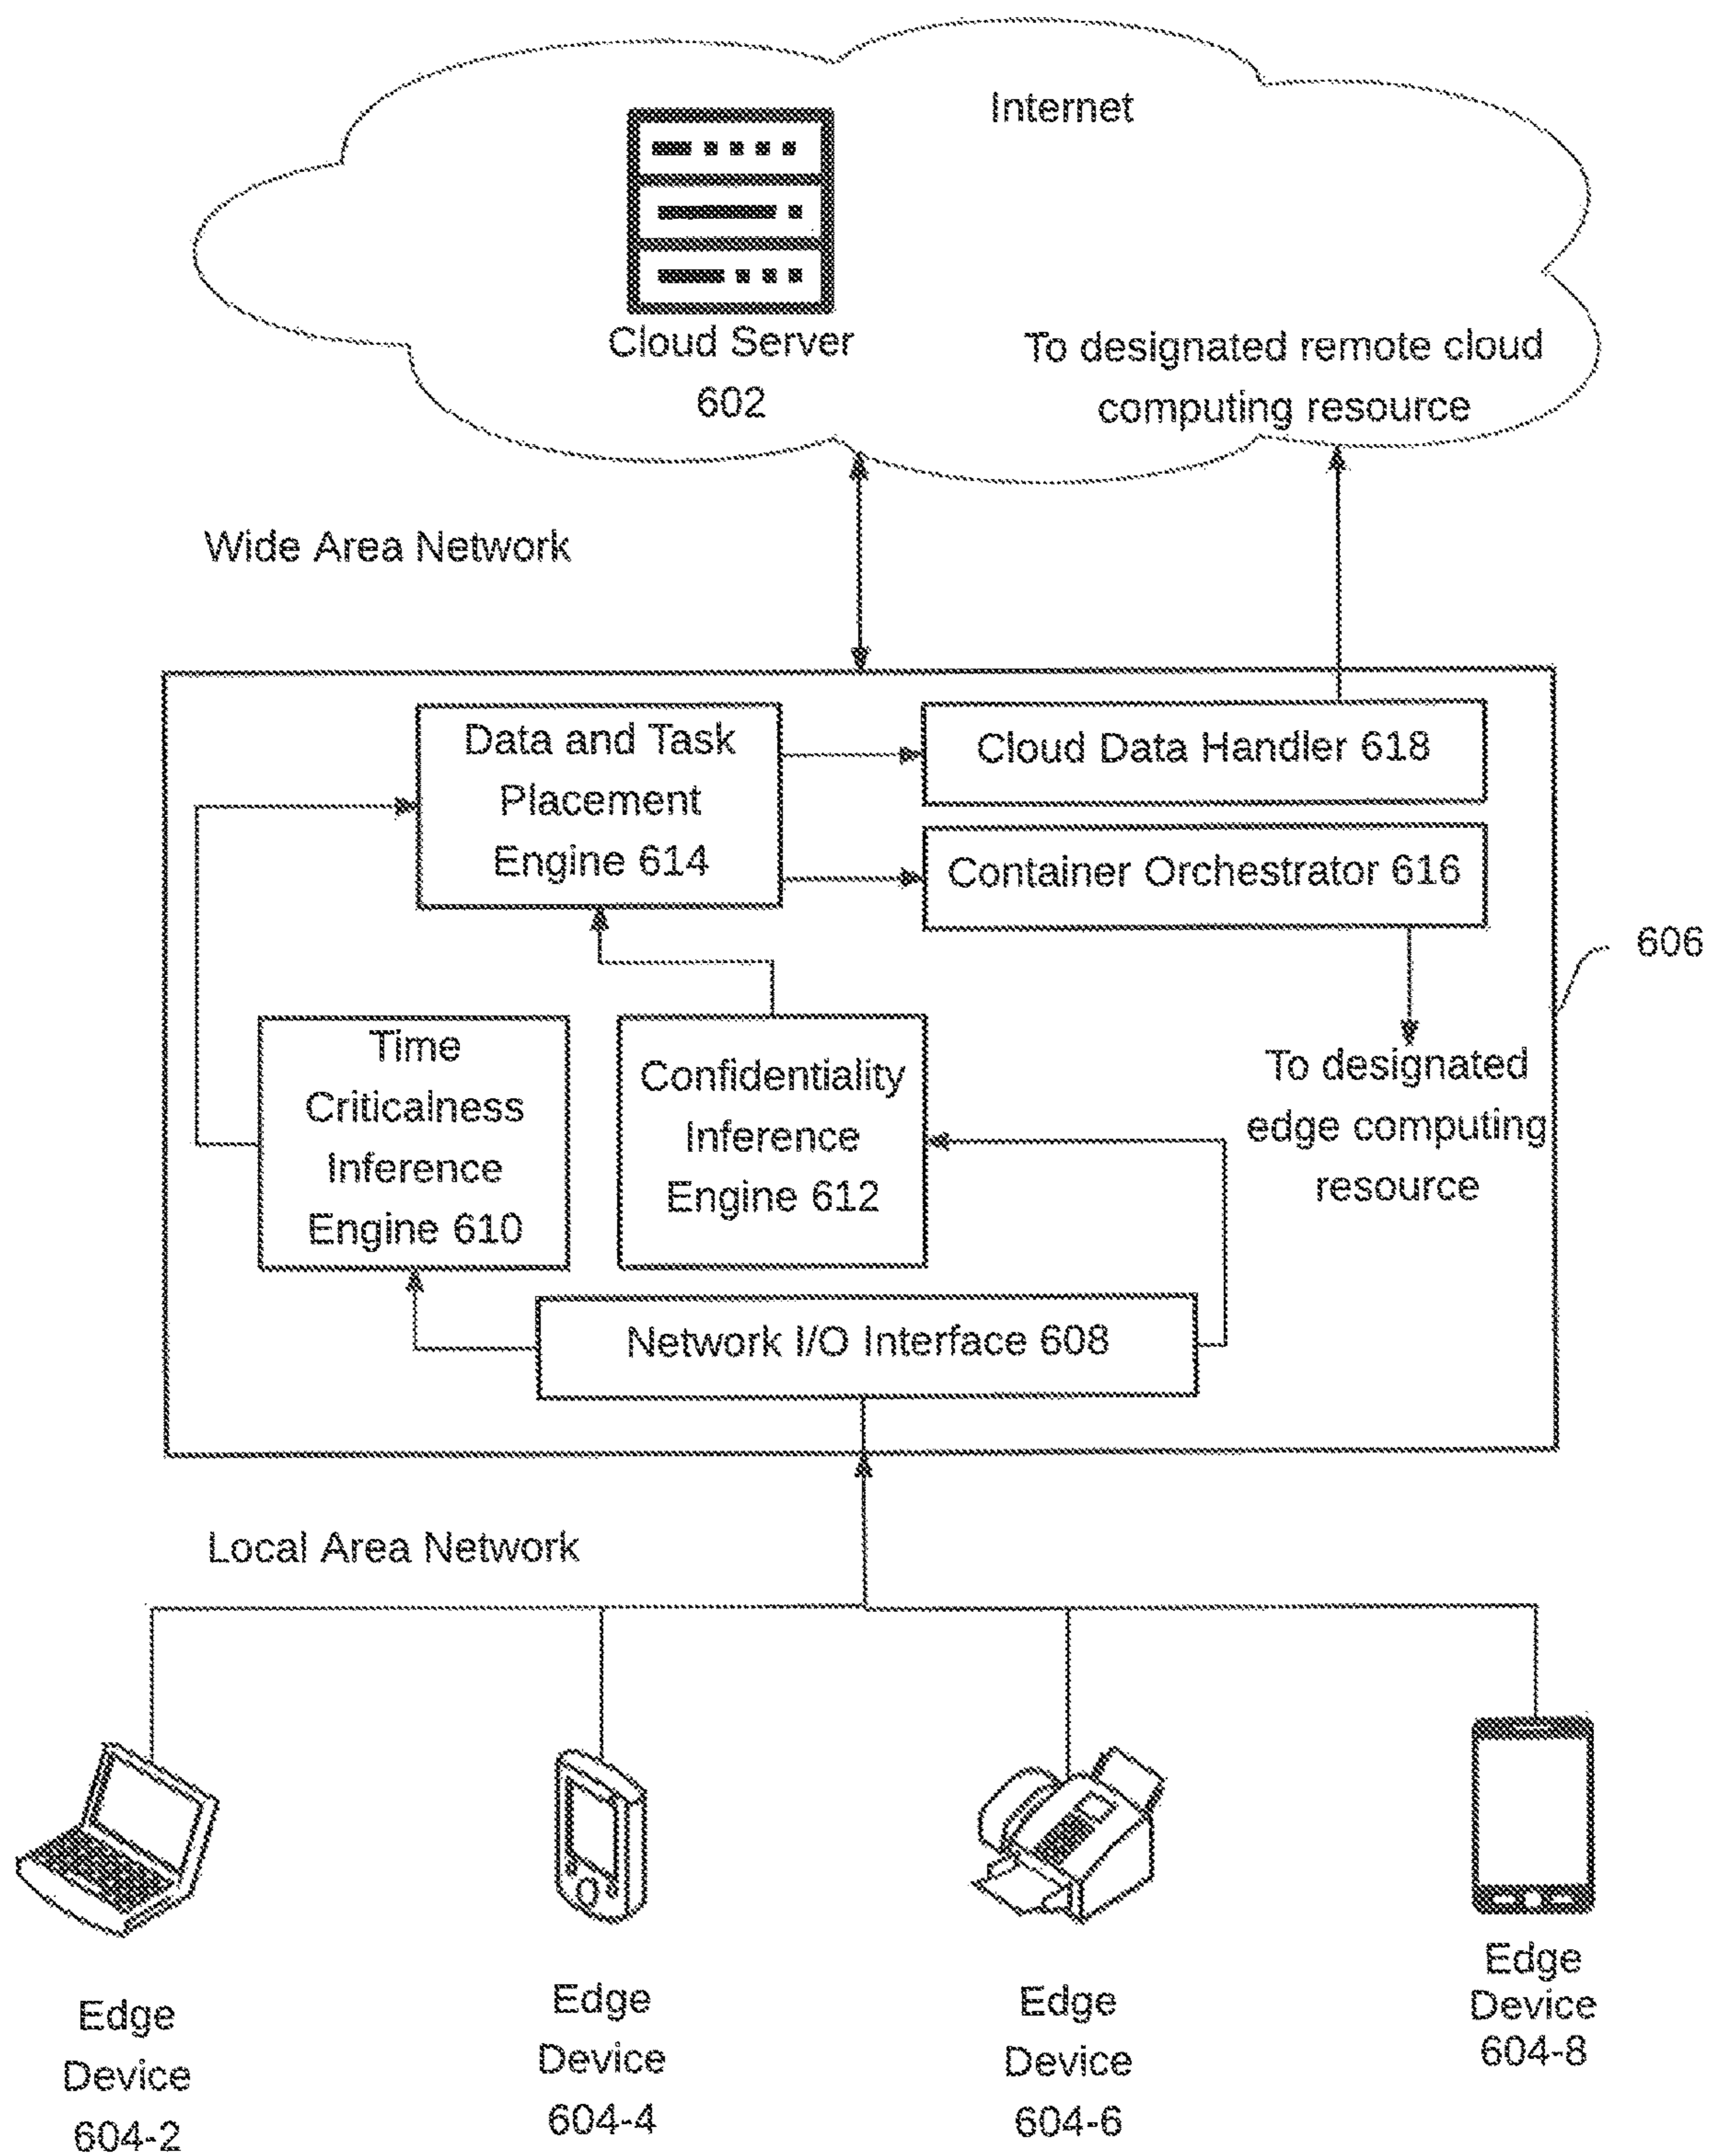 Internet
Cloud Server
602
To designated remote cloud
computing resource
Wide Area Network
Data and Task
Placement
Engine 614
Cloud Data Handler 618
Container Orchestrator 616
606
Time
Criticalness
Inference
Engine 610
Confidentiality
Inference
Engine 612
To designated
edge computing
resource
Network I/O Interface 608
Local Area Network
Edge
Device
604-2
Edge
Device
604-4
Edge
Device
604-6
Edge
Device
604-8